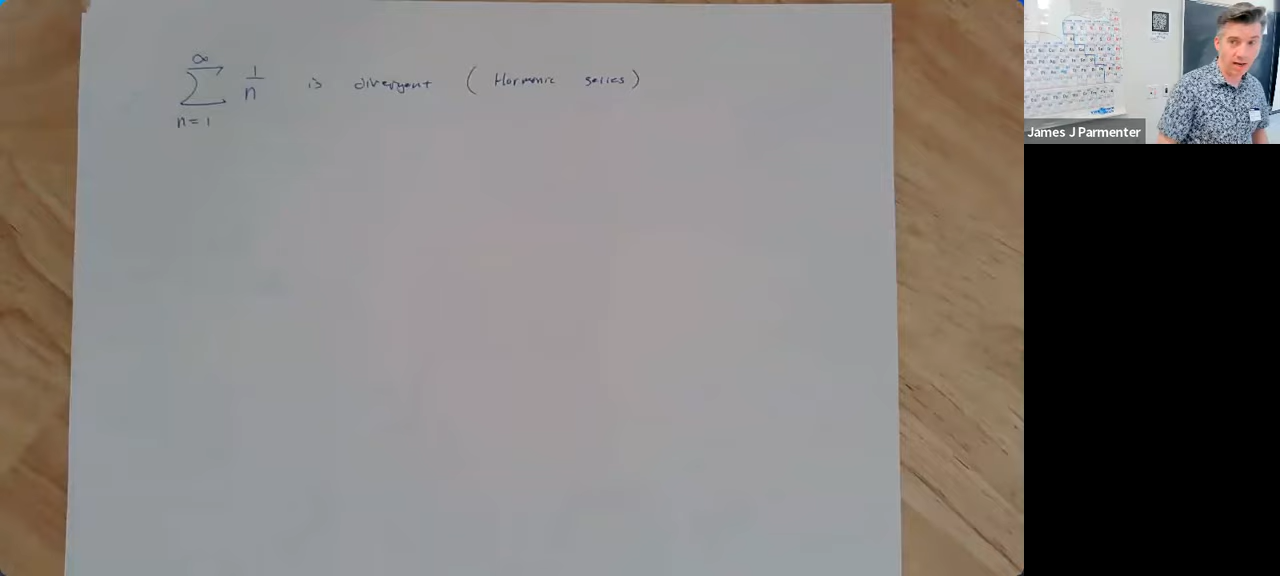 ∞
∑ 1/n is divergent ( Harmonic series )
n = 1
James J Parmenter